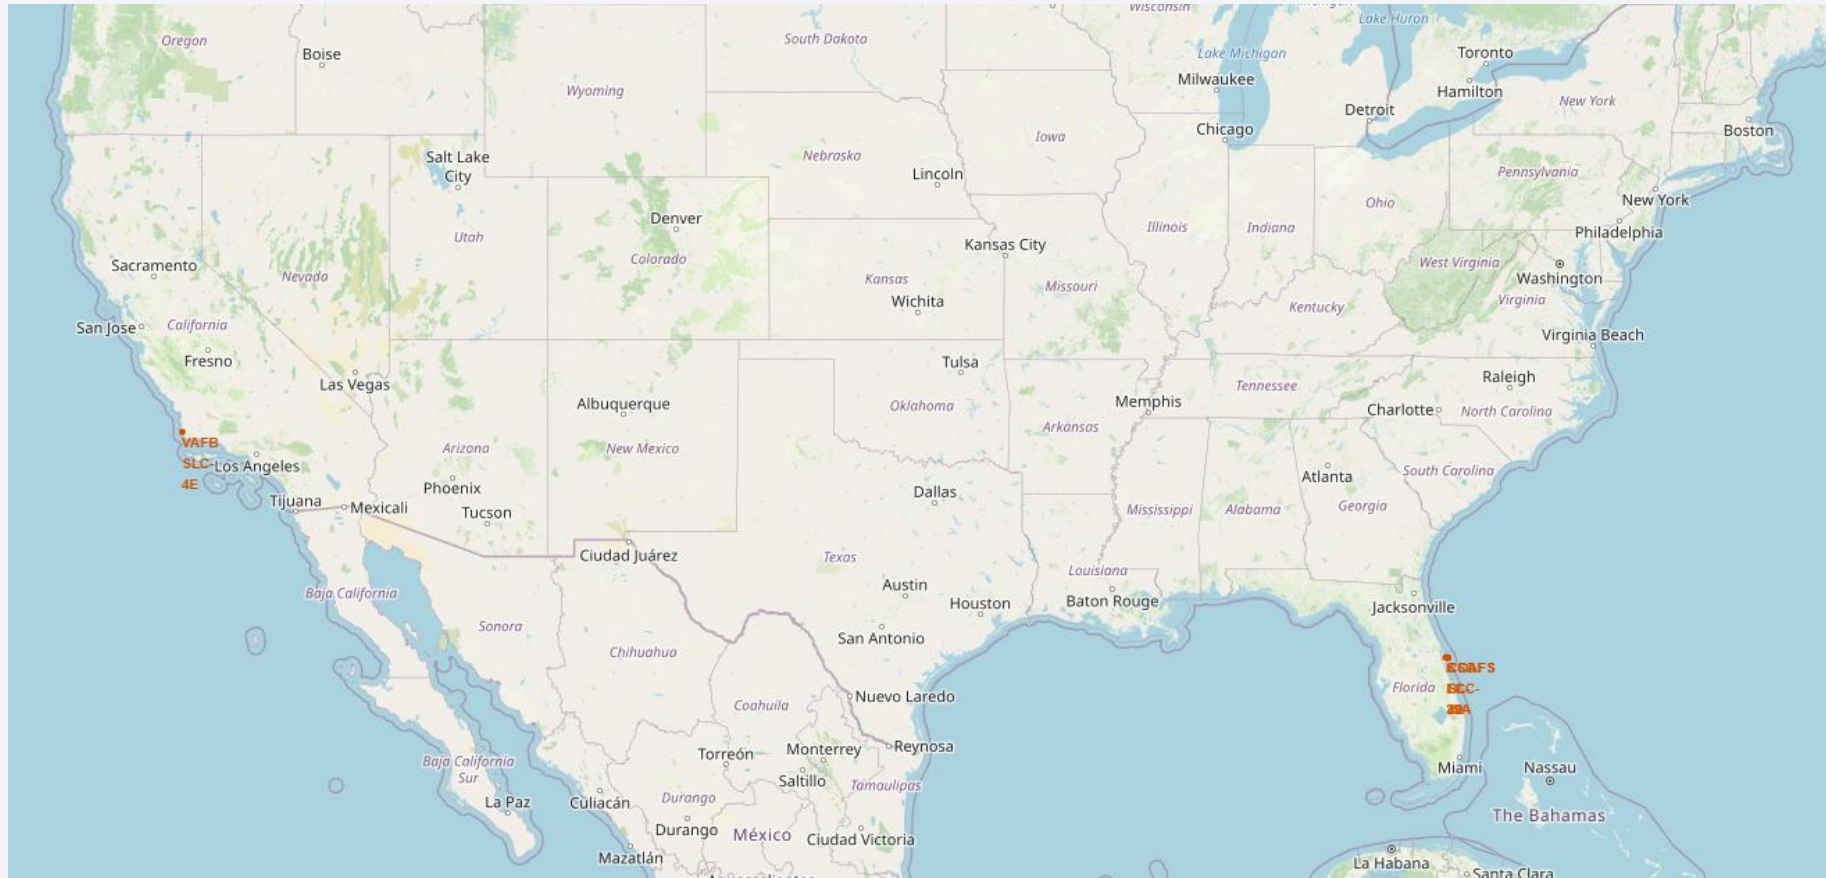 Wisconsin
Lake Huron
Oregon
South Dakota
Boise
Lake Michigan
Toronto
Milwaukee
Wyoming
Hamilton
New York
Detroit
Chicago
Boston
Iowa
Nebraska
Salt Lake
City
Lincoln
Pennsylvania
Ohio
New York
Denver
Utah
Illinois
Indiana
Philadelphia
Kansas City
Colorado
Sacramento
Nevada
West Virginia
Kansas
Washington
Missouri
Wichita
Virginia
Kentucky
San Jose
California
Virginia Beach
Fresno
Tulsa
Las Vegas
Raleigh
Tennessee
Albuquerque
Memphis
Oklahoma
Charlotte
North Carolina
Arkansas
VAFB
SLC-
4E
Arizona
New Mexico
Los Angeles
South Carolina
Atlanta
Phoenix
Dallas
Tijuana
Mexicali
Tucson
Mississippi
Alabama
Georgia
Ciudad Juárez
Texas
Louisiana
Austin
Baja California
Houston
Baton Rouge
Jacksonville
Sonora
San Antonio
Chihuahua
Florida
Nuevo Laredo
Coahuila
Reynosa
Torreón
Monterrey
Baja California
Sur
Saltillo
Tamaulipas
Miami
Nassau
La Paz
Culiacán
Durango
The Bahamas
Durango
México
Ciudad Victoria
Mazatlán
La Habana
Santa Clara